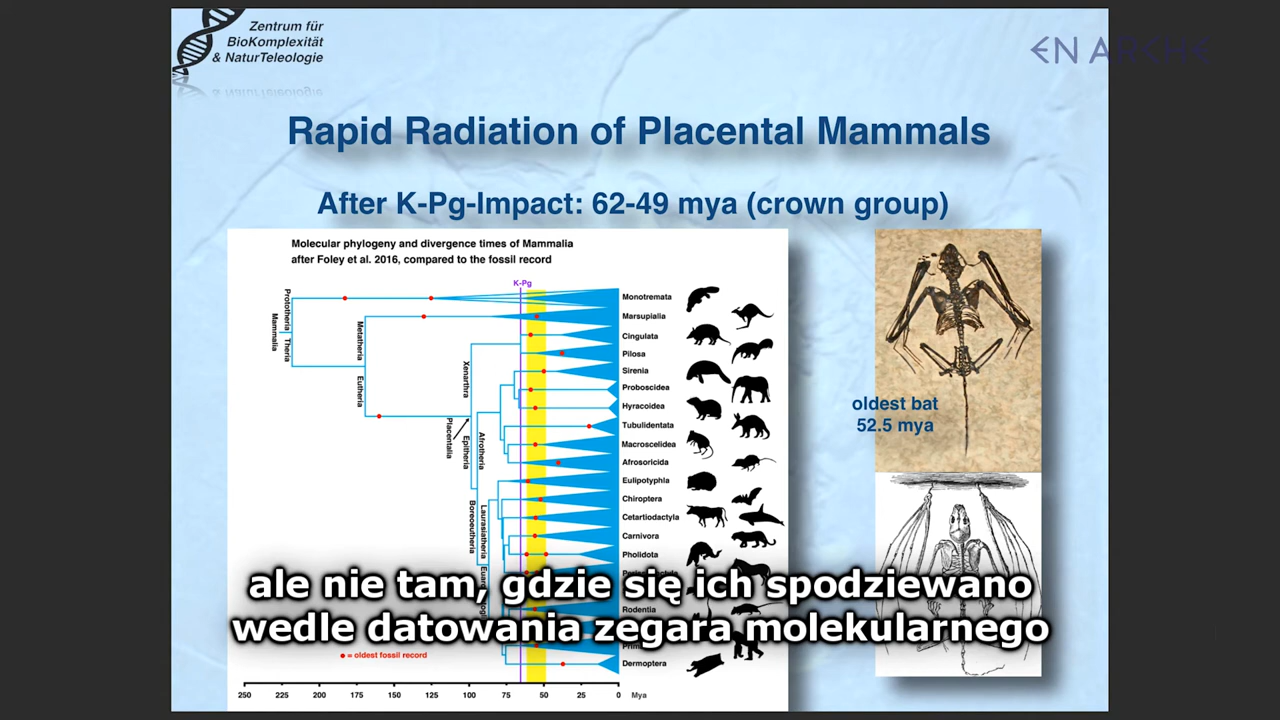 Zentrum für
BioKomplexität
& NaturTeleologie
EN ARCHE
Rapid Radiation of Placental Mammals
After K-Pg-Impact: 62-49 mya (crown group)
Molecular phylogeny and divergence times of Mammalia
after Foley et al. 2016, compared to the fossil record
K-Pg
Prototheria
Theria
Mammalia
Metatheria
Eutheria
Xenarthra
Placentalia
Epitheria
Afrotheria
Boreoeutheria
Laurasiatheria
Monotremata
Marsupialia
Cingulata
Pilosa
Sirenia
Proboscidea
Hyracoidea
Tubulidentata
Macroscelidea
Afrosoricida
Eulipotyphla
Chiroptera
Cetartiodactyla
Carnivora
Pholidota
Rodentia
Dermoptera
oldest bat
52.5 mya
ale nie tam, gdzie się ich spodziewano
wedle datowania zegara molekularnego
= oldest fossil record
250 225 200 175 150 125 100 75 50 25 0 Mya